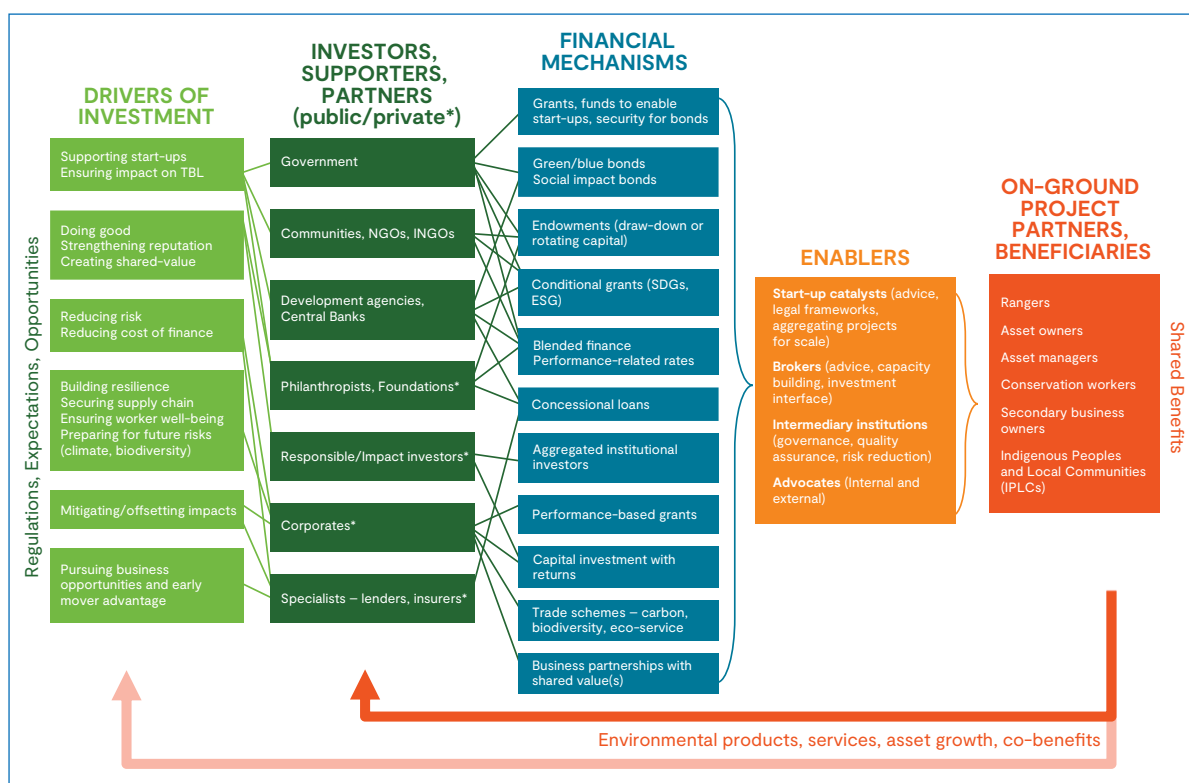 DRIVERS OF
INVESTMENT
Regulations, Expectations, Opportunities
Supporting start-ups
Ensuring impact on TBL
Doing good
Strengthening reputation
Creating shared-value
Reducing risk
Reducing cost of finance
Building resilience
Securing supply chain
Ensuring worker well-being
Preparing for future risks
(climate, biodiversity)
Mitigating/offsetting impacts
Pursuing business
opportunities and early
mover advantage
INVESTORS,
SUPPORTERS,
PARTNERS
(public/private*)
Government
Communities, NGOs, INGOs
Development agencies,
Central Banks
Philanthropists, Foundations*
Responsible/Impact investors*
Corporates*
Specialists – lenders, insurers*
FINANCIAL
MECHANISMS
Grants, funds to enable
start-ups, security for bonds
Green/blue bonds
Social impact bonds
Endowments (draw-down or
rotating capital)
Conditional grants (SDGs,
ESG)
Blended finance
Performance-related rates
Concessional loans
Aggregated institutional
investors
Performance-based grants
Capital investment with
returns
Trade schemes – carbon,
biodiversity, eco-service
Business partnerships with
shared value(s)
ENABLERS
Start-up catalysts (advice,
legal frameworks,
aggregating projects
for scale)
Brokers (advice, capacity
building, investment
interface)
Intermediary institutions
(governance, quality
assurance, risk reduction)
Advocates (Internal and
external)
ON-GROUND
PROJECT
PARTNERS,
BENEFICIARIES
Rangers
Asset owners
Asset managers
Conservation workers
Secondary business
owners
Indigenous Peoples
and Local Communities
(IPLCs)
Shared Benefits
Environmental products, services, asset growth, co-benefits